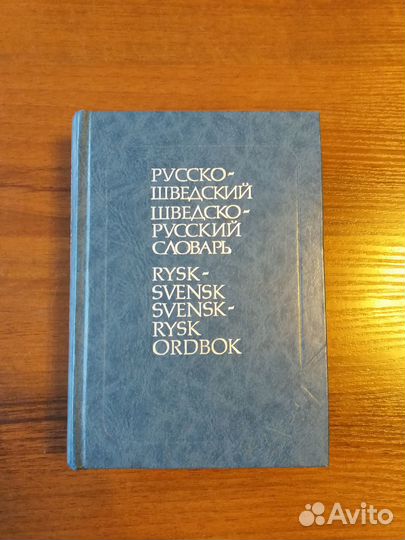 РУССКО-
ШВЕДСКИЙ
ШВЕДСКО-
РУССКИЙ
СЛОВАРЬ
RYSK-
SVENSK
SVENSK-
RYSK
ORDBOK
Avito